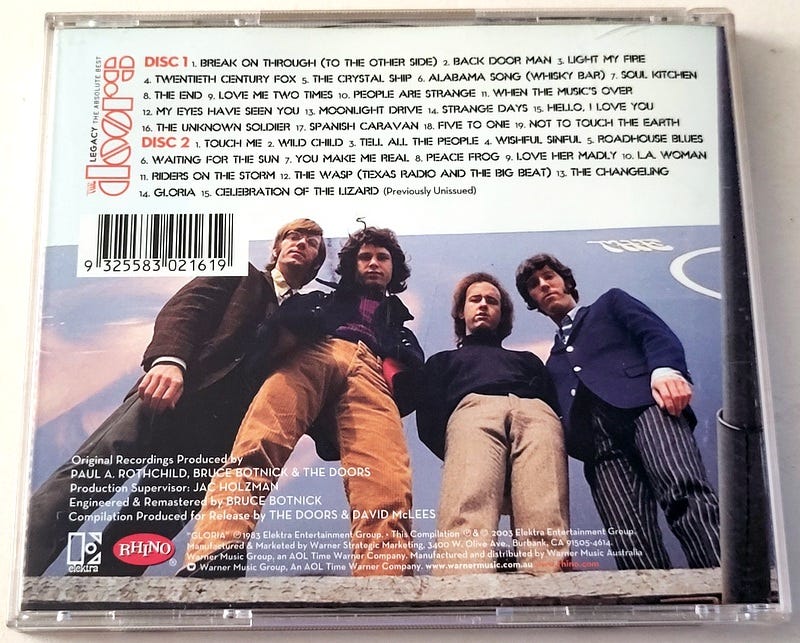 the doors
LEGACY THE ABSOLUTE BEST
DISC 1 1. BREAK ON THROUGH (TO THE OTHER SIDE) 2. BACK DOOR MAN 3. LIGHT MY FIRE
4. TWENTIETH CENTURY FOX 5. THE CRYSTAL SHIP 6. ALABAMA SONG (WHISKY BAR) 7. SOUL KITCHEN
8. THE END 9. LOVE ME TWO TIMES 10. PEOPLE ARE STRANGE 11. WHEN THE MUSIC'S OVER
12. MY EYES HAVE SEEN YOU 13. MOONLIGHT DRIVE 14. STRANGE DAYS 15. HELLO, I LOVE YOU
16. THE UNKNOWN SOLDIER 17. SPANISH CARAVAN 18. FIVE TO ONE 19. NOT TO TOUCH THE EARTH
DISC 2 1. TOUCH ME 2. WILD CHILD 3. TELL ALL THE PEOPLE 4. WISHFUL SINFUL 5. ROADHOUSE BLUES
6. WAITING FOR THE SUN 7. YOU MAKE ME REAL 8. PEACE FROG 9. LOVE HER MADLY 10. L.A. WOMAN
11. RIDERS ON THE STORM 12. THE WASP (TEXAS RADIO AND THE BIG BEAT) 13. THE CHANGELING
14. GLORIA 15. CELEBRATION OF THE LIZARD (Previously Unissued)
9 325583 021619
THE
Original Recordings Produced by
PAUL A. ROTHCHILD, BRUCE BOTNICK & THE DOORS
Production Supervisor: JAC HOLZMAN
Engineered & Remastered by BRUCE BOTNICK
Compilation Produced for Release by THE DOORS & DAVID McLEES
"GLORIA" ℗ 1983 Elektra Entertainment Group. • This Compilation ℗ & © 2003 Elektra Entertainment Group.
Manufactured & Marketed by Warner Strategic Marketing, 3400 W. Olive Ave., Burbank, CA 91505-4614.
Warner Music Group, an AOL Time Warner Company. Manufactured and distributed by Warner Music Australia
Warner Music Group, An AOL Time Warner Company. www.warnermusic.com.au www.rhino.com
elektra
RHINO ®